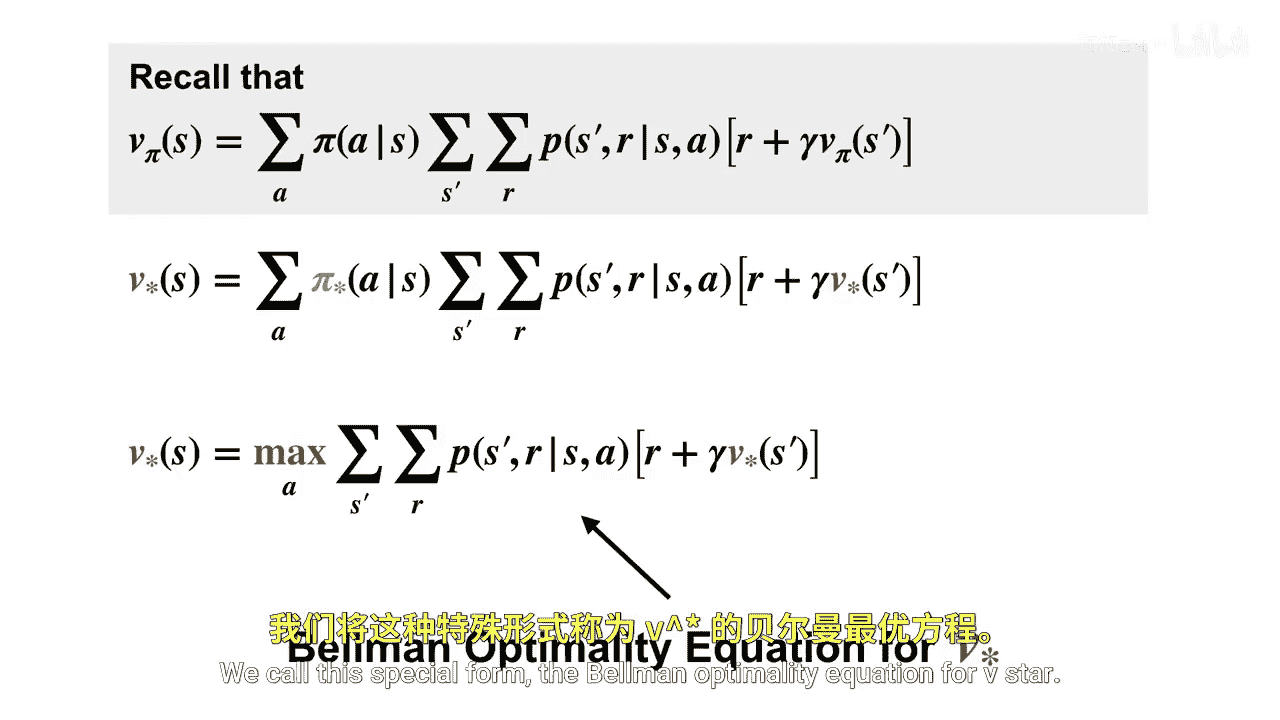 Recall that
vπ(s) = ∑a π(a|s) ∑s′ ∑r p(s′, r|s, a)[r + γvπ(s′)]
v*(s) = ∑a π*(a|s) ∑s′ ∑r p(s′, r|s, a)[r + γv*(s′)]
v*(s) = maxa ∑s′ ∑r p(s′, r|s, a)[r + γv*(s′)]
我们将这种特殊形式称为 v^* 的贝尔曼最优方程。
Bellman Optimality Equation for v*
We call this special form, the Bellman optimality equation for v star.